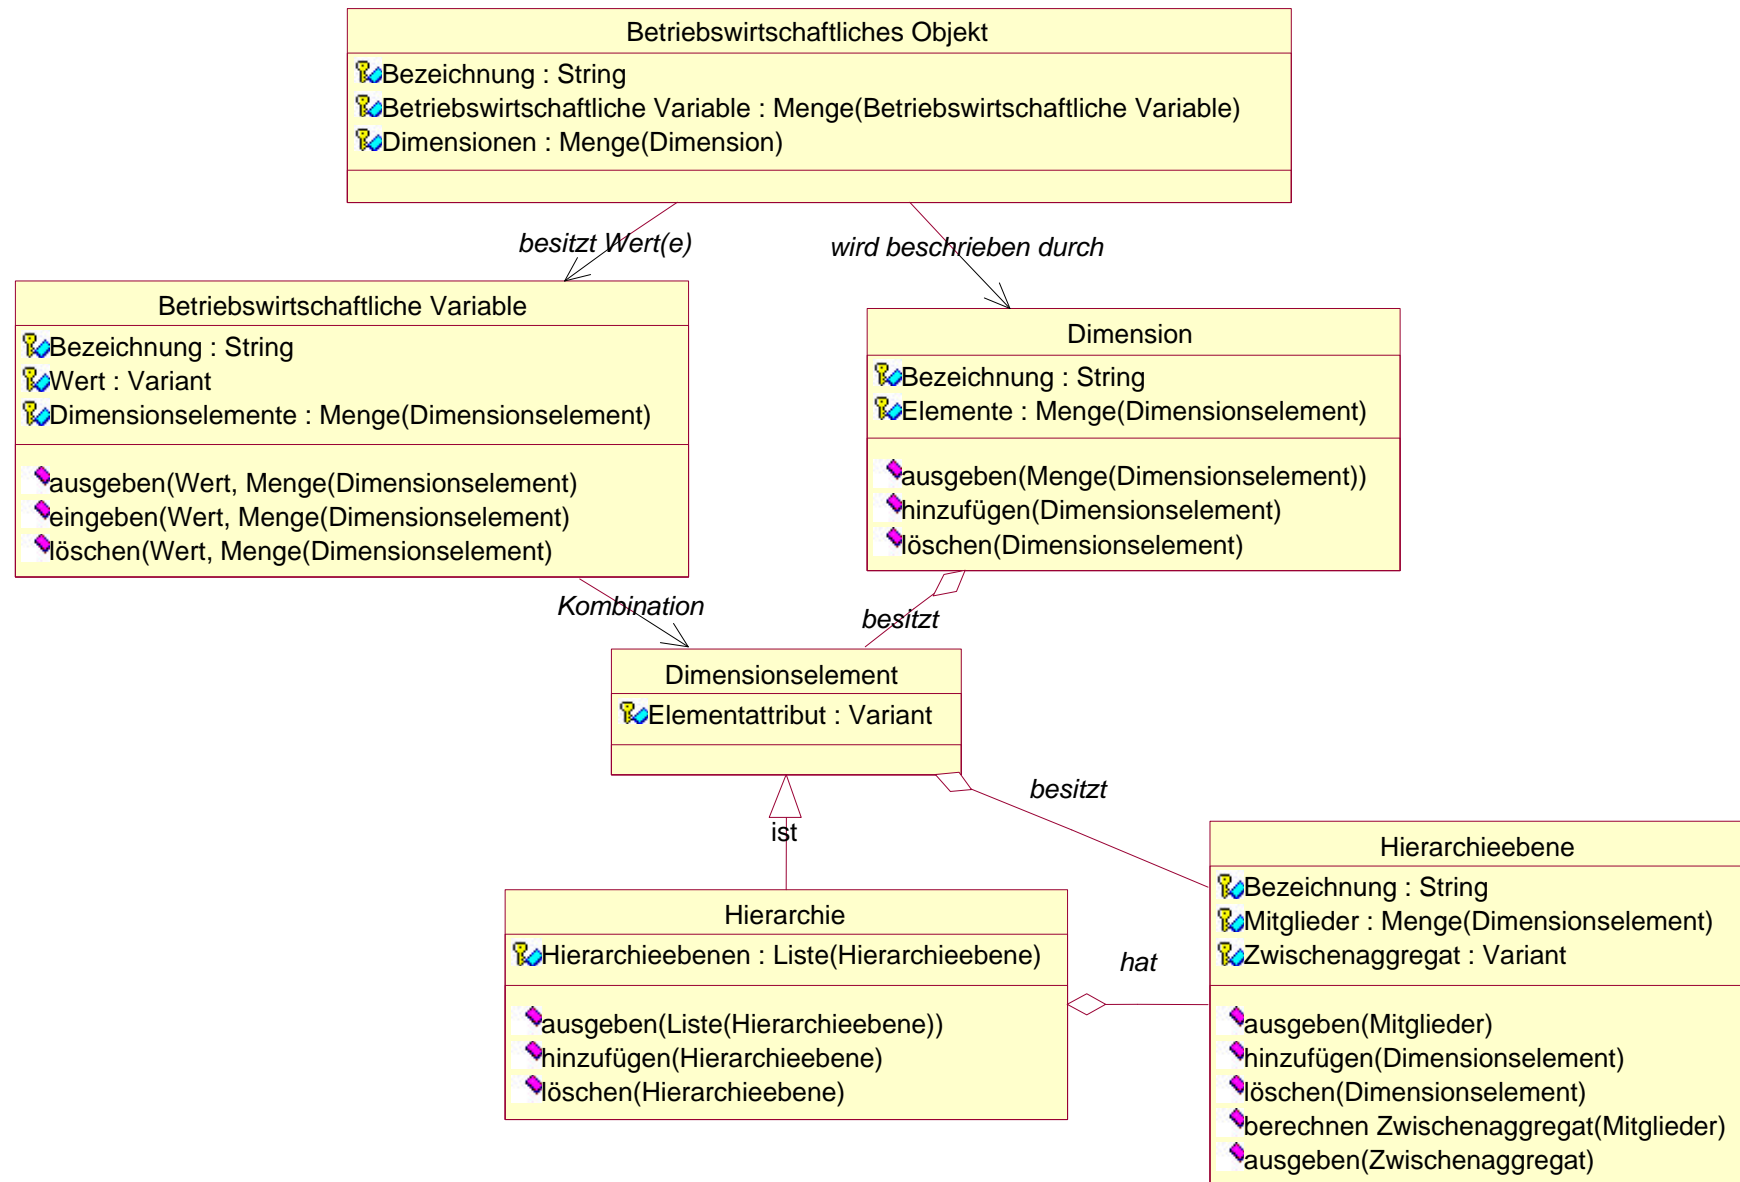 Betriebswirtschaftliches Objekt
Bezeichnung : String
Betriebswirtschaftliche Variable : Menge(Betriebswirtschaftliche Variable)
Dimensionen : Menge(Dimension)
besitzt Wert(e)
wird beschrieben durch
Betriebswirtschaftliche Variable
Bezeichnung : String
Wert : Variant
Dimensionselemente : Menge(Dimensionselement)
ausgeben(Wert, Menge(Dimensionselement)
eingeben(Wert, Menge(Dimensionselement)
löschen(Wert, Menge(Dimensionselement)
Dimension
Bezeichnung : String
Elemente : Menge(Dimensionselement)
ausgeben(Menge(Dimensionselement))
hinzufügen(Dimensionselement)
löschen(Dimensionselement)
Kombination
besitzt
Dimensionselement
Elementattribut : Variant
besitzt
ist
Hierarchie
Hierarchieebenen : Liste(Hierarchieebene)
ausgeben(Liste(Hierarchieebene))
hinzufügen(Hierarchieebene)
löschen(Hierarchieebene)
hat
Hierarchieebene
Bezeichnung : String
Mitglieder : Menge(Dimensionselement)
Zwischenaggregat : Variant
ausgeben(Mitglieder)
hinzufügen(Dimensionselement)
löschen(Dimensionselement)
berechnen Zwischenaggregat(Mitglieder)
ausgeben(Zwischenaggregat)